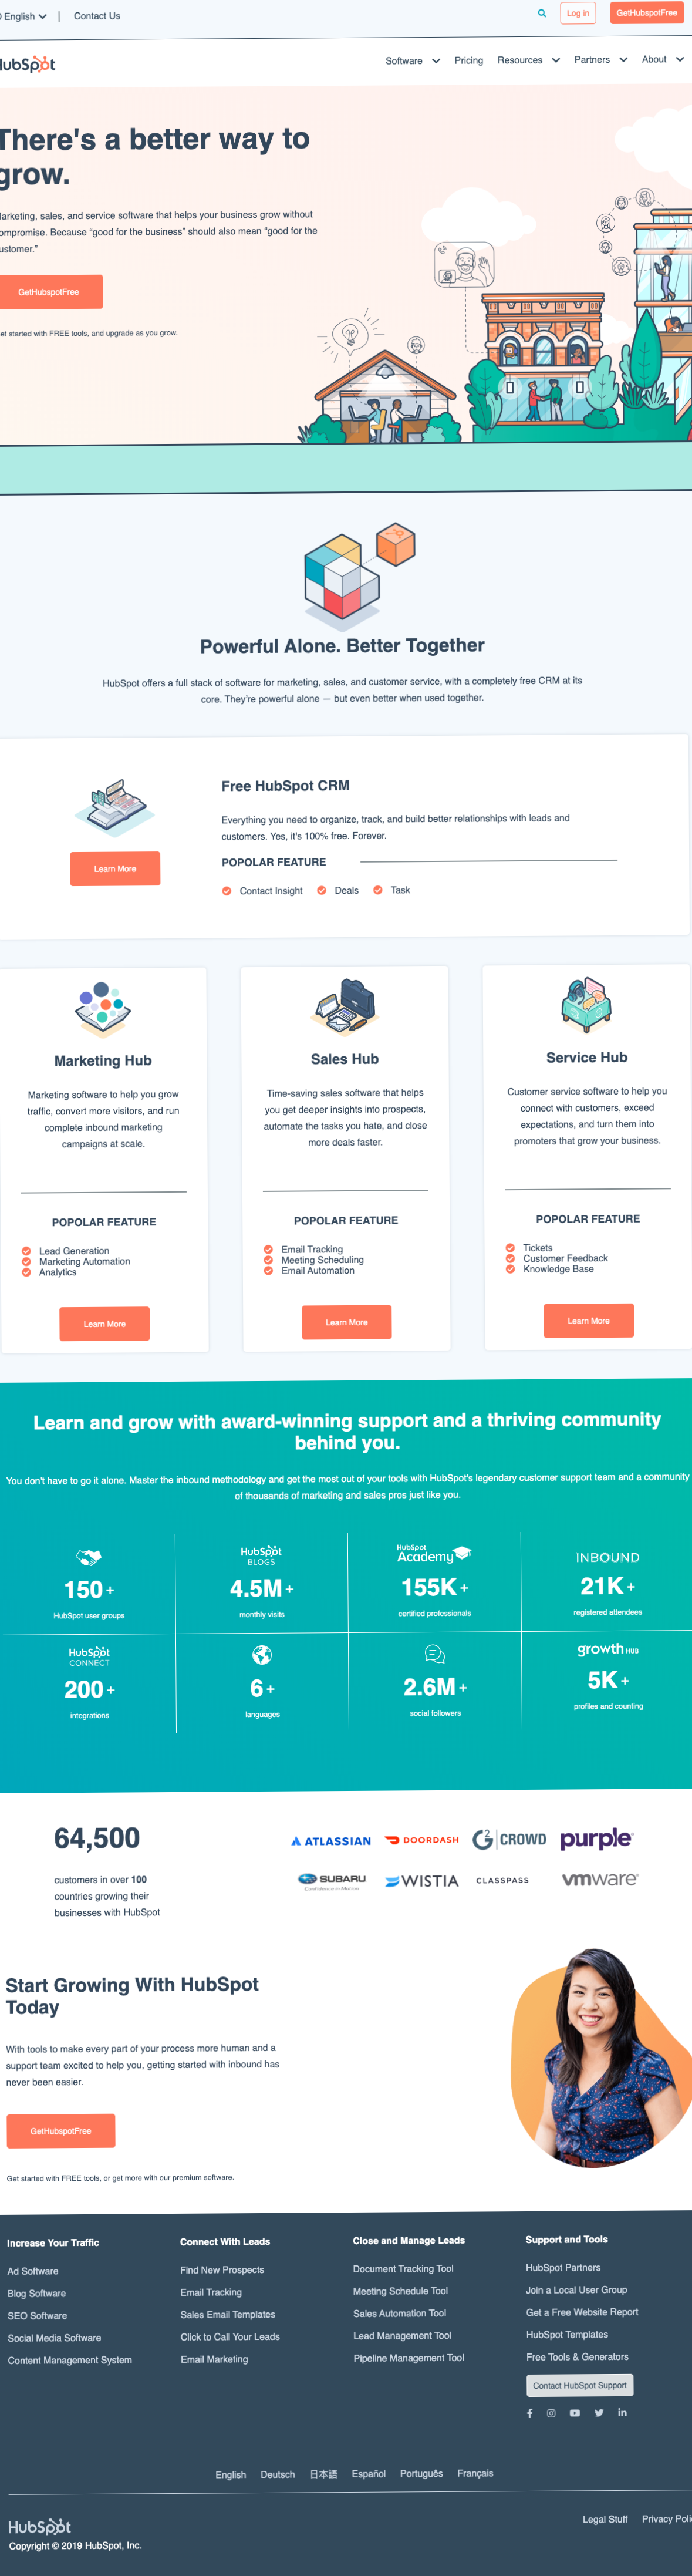 English
Contact Us
Log in
GetHubspotFree
Software
Pricing
Resources
Partners
About
There's a better way to
grow.
sales, and service software that helps your business grow without
Because “good for the business” should also mean “good for the
GetHubspotFree
started with FREE tools, and upgrade as you grow.
Powerful Alone. Better Together
HubSpot offers a full stack of software for marketing, sales, and customer service, with a completely free CRM at its
core. They're powerful alone — but even better when used together.
Free HubSpot CRM
Everything you need to organize, track, and build better relationships with leads and
customers. Yes, it's 100% free. Forever.
Learn More
POPOLAR FEATURE
Contact Insight
Deals
Task
Marketing Hub
Marketing software to help you grow
traffic, convert more visitors, and run
complete inbound marketing
campaigns at scale.
POPOLAR FEATURE
Lead Generation
Marketing Automation
Analytics
Learn More
Sales Hub
Time-saving sales software that helps
you get deeper insights into prospects,
automate the tasks you hate, and close
more deals faster.
POPOLAR FEATURE
Email Tracking
Meeting Scheduling
Email Automation
Learn More
Service Hub
Customer service software to help you
connect with customers, exceed
expectations, and turn them into
promoters that grow your business.
POPOLAR FEATURE
Tickets
Customer Feedback
Knowledge Base
Learn More
Learn and grow with award-winning support and a thriving community
behind you.
You don't have to go it alone. Master the inbound methodology and get the most out of your tools with HubSpot's legendary customer support team and a community
of thousands of marketing and sales pros just like you.
150+
HubSpot user groups
HubSpot
BLOGS
4.5M+
monthly visits
HubSpot
Academy
155K+
certified professionals
INBOUND
21K+
registered attendees
HubSpot
CONNECT
200+
integrations
6+
languages
2.6M+
social followers
growth HUB
5K+
profiles and counting
64,500
customers in over 100
countries growing their
businesses with HubSpot
ATLASSIAN
DOORDASH
G2 CROWD
purple
SUBARU
Confidence in Motion
WISTIA
CLASSPASS
vmware
Start Growing With HubSpot
Today
With tools to make every part of your process more human and a
support team excited to help you, getting started with inbound has
never been easier.
GetHubspotFree
Get started with FREE tools, or get more with our premium software.
Increase Your Traffic
Ad Software
Blog Software
SEO Software
Social Media Software
Content Management System
Connect With Leads
Find New Prospects
Email Tracking
Sales Email Templates
Click to Call Your Leads
Email Marketing
Close and Manage Leads
Document Tracking Tool
Meeting Schedule Tool
Sales Automation Tool
Lead Management Tool
Pipeline Management Tool
Support and Tools
HubSpot Partners
Join a Local User Group
Get a Free Website Report
HubSpot Templates
Free Tools & Generators
Contact HubSpot Support
English
Deutsch
日本語
Español
Português
Français
HubSpot
Copyright © 2019 HubSpot, Inc.
Legal Stuff
Privacy